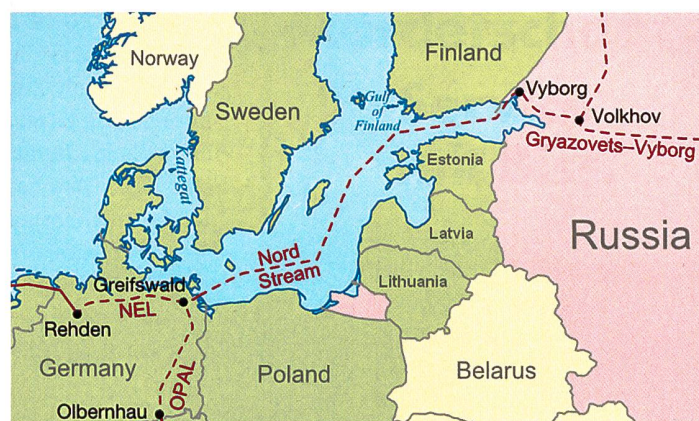 Norway
Finland
Sweden
Gulf
of
Finland
Vyborg
Volkhov
Gryazovets–Vyborg
Kattegat
Estonia
Russia
Latvia
Nord
Stream
Lithuania
Greifswald
NEL
Rehden
Germany
OPAL
Poland
Belarus
Olbernhau